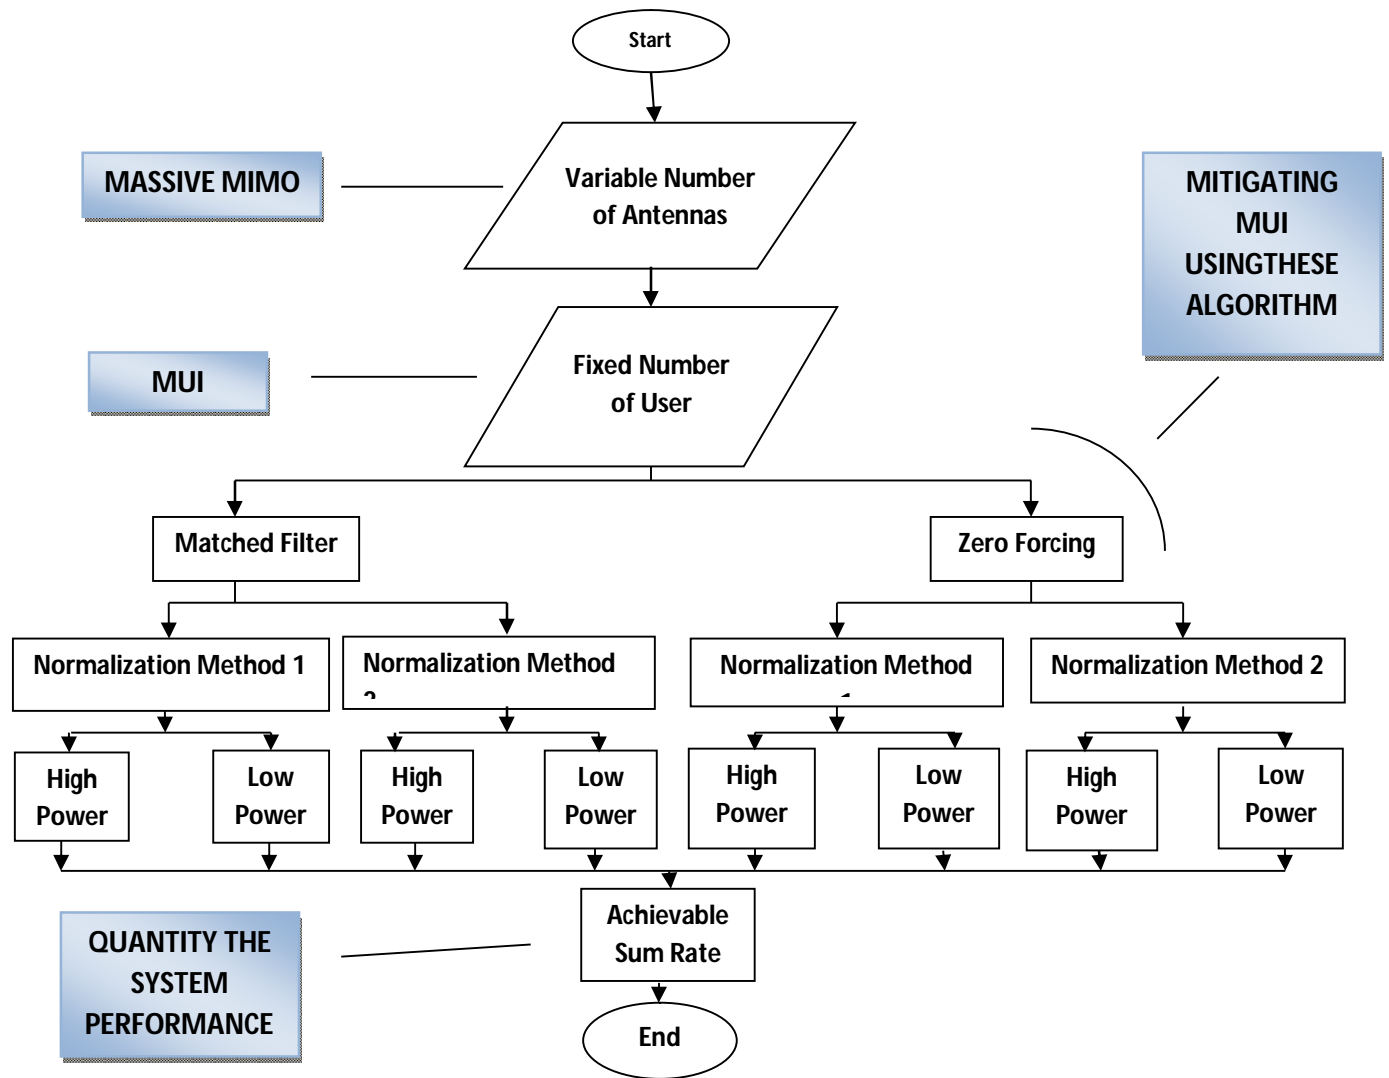 Start
Variable Number
of Antennas
MASSIVE MIMO
MITIGATING
MUI
USINGTHESE
ALGORITHM
Fixed Number
of User
MUI
Matched Filter
Zero Forcing
Normalization Method 1
Normalization Method
Normalization Method
Normalization Method 2
High
Power
Low
Power
High
Power
Low
Power
High
Power
Low
Power
High
Power
Low
Power
Achievable
Sum Rate
QUANTITY THE
SYSTEM
PERFORMANCE
End